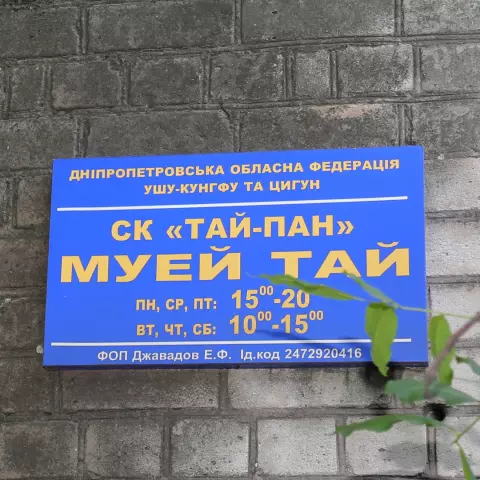 ДНІПРОПЕТРОВСЬКА ОБЛАСНА ФЕДЕРАЦІЯ
УШУ-КУНГФУ ТА ЦИГУН
СК «ТАЙ-ПАН»
МУЕЙ ТАЙ
ПН, СР, ПТ: 15⁰⁰-20
ВТ, ЧТ, СБ: 10⁰⁰-15⁰⁰
ФОП Джавадов Е.Ф. Ід.код 2472920416